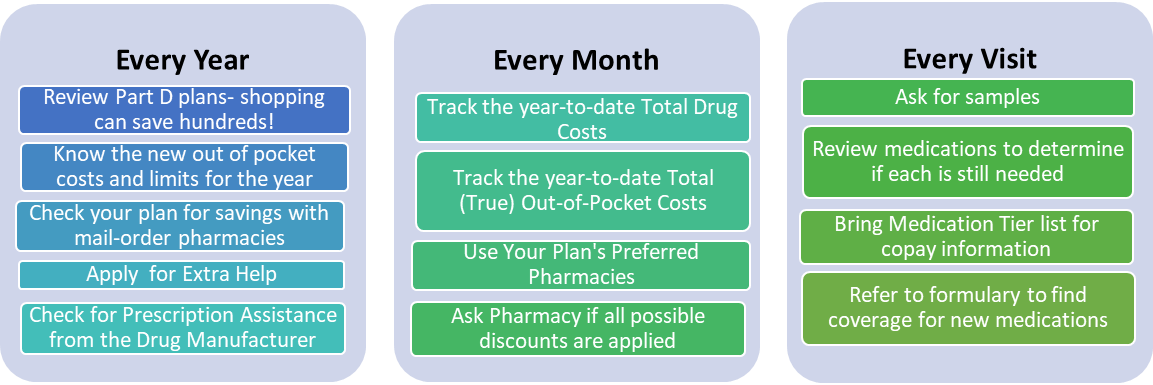 Every Year
Review Part D plans- shopping
can save hundreds!
Know the new out of pocket
costs and limits for the year
Check your plan for savings with
mail-order pharmacies
Apply  for Extra Help
Check for Prescription Assistance
from the Drug Manufacturer
Every Month
Track the year-to-date Total Drug
Costs
Track the year-to-date Total
(True) Out-of-Pocket Costs
Use Your Plan's Preferred
Pharmacies
Ask Pharmacy if all possible
discounts are applied
Every Visit
Ask for samples
Review medications to determine
if each is still needed
Bring Medication Tier list for
copay information
Refer to formulary to find
coverage for new medications